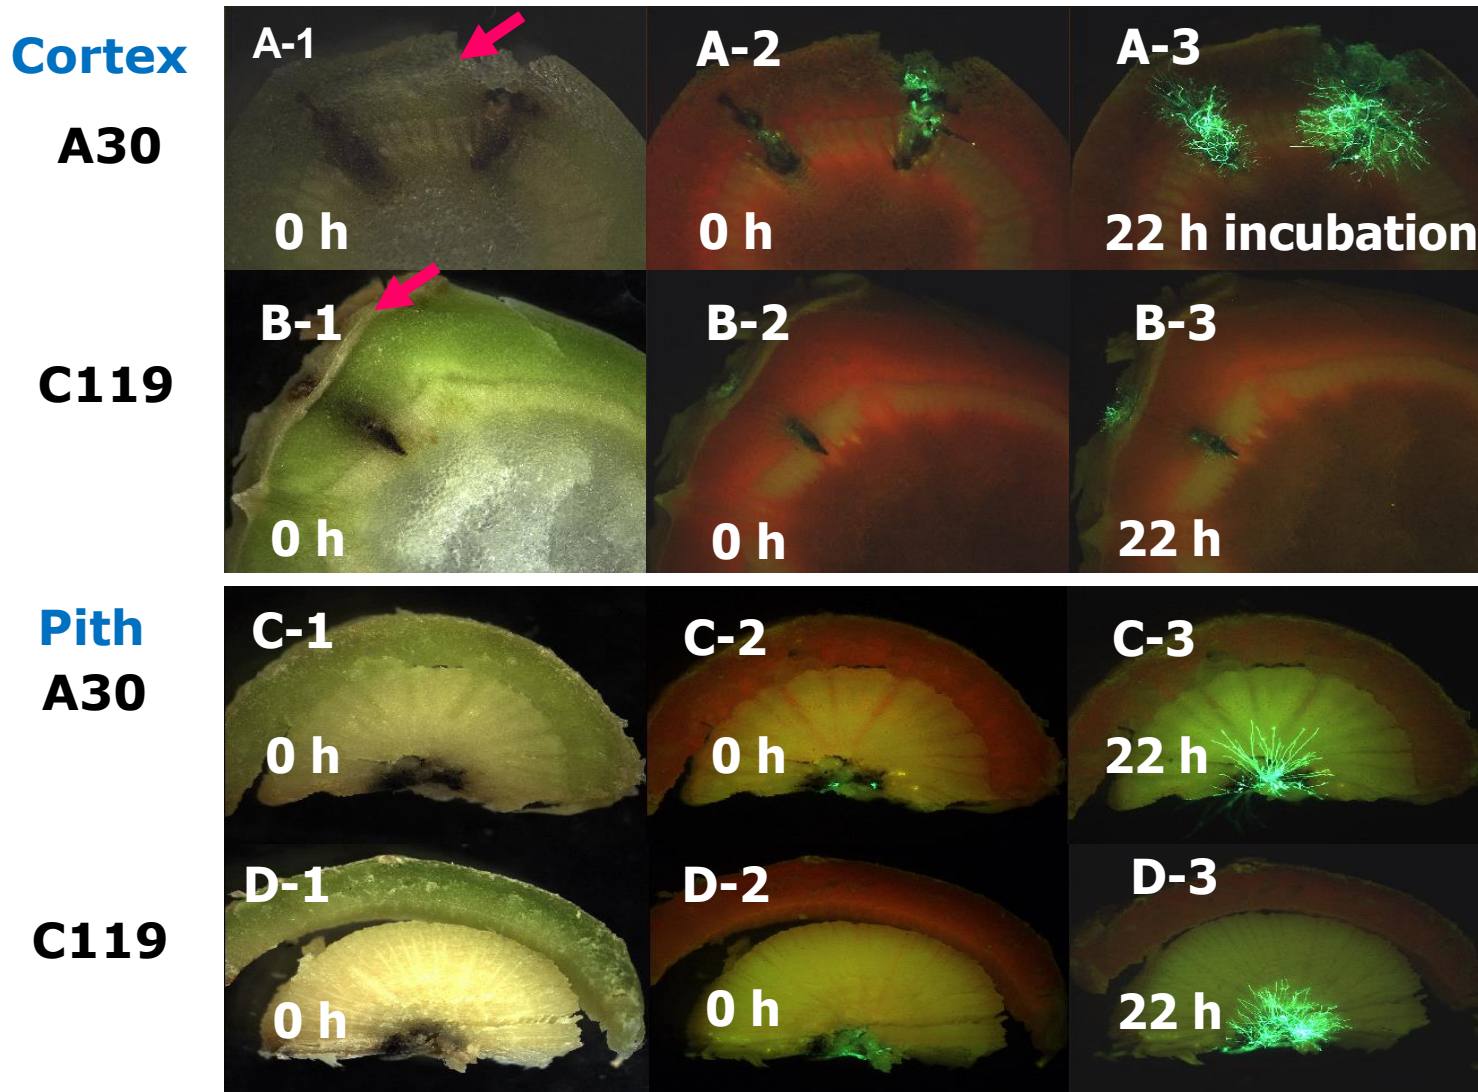 Cortex
A30
A-1
0 h
A-2
0 h
A-3
22 h incubation
C119
B-1
0 h
B-2
0 h
B-3
22 h
Pith
A30
C-1
0 h
C-2
0 h
C-3
22 h
C119
D-1
0 h
D-2
0 h
D-3
22 h